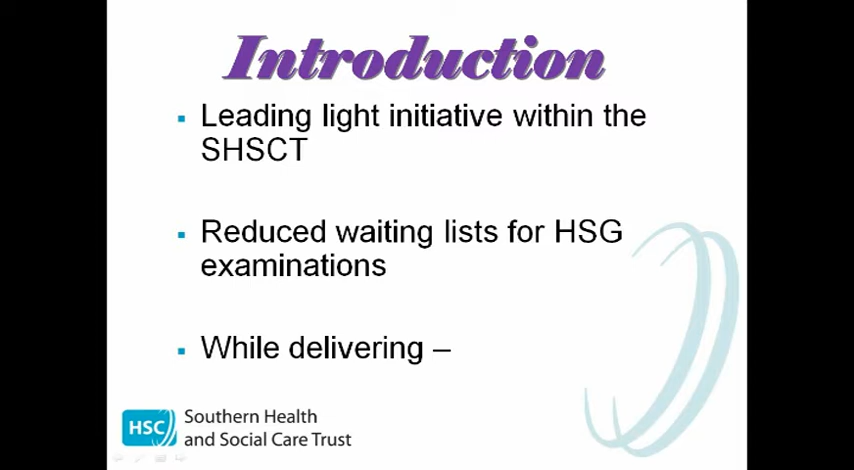 Introduction
▪ Leading light initiative within the
SHSCT
▪ Reduced waiting lists for HSG
examinations
▪ While delivering –
HSC
Southern Health
and Social Care Trust